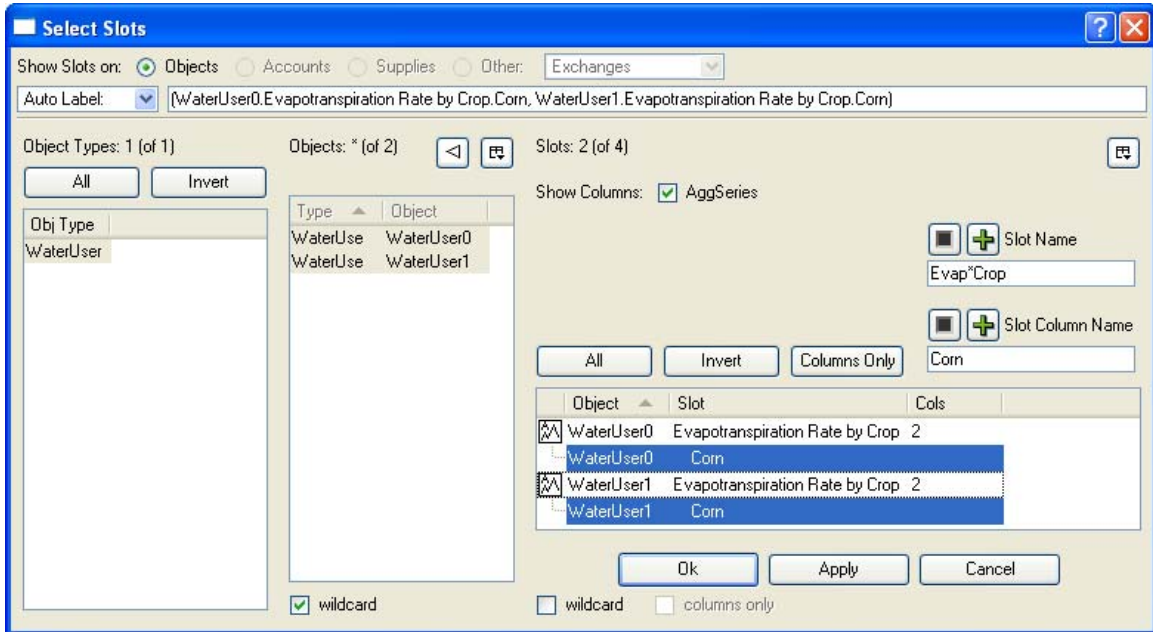 Select Slots
Show Slots on: Objects Accounts Supplies Other: Exchanges
Auto Label: (WaterUser0.Evapotranspiration Rate by Crop.Corn, WaterUser1.Evapotranspiration Rate by Crop.Corn)
Object Types: 1 (of 1)
All Invert
Obj Type
WaterUser
Objects: * (of 2)
Type Object
WaterUse WaterUser0
WaterUse WaterUser1
wildcard
Slots: 2 (of 4)
Show Columns: AggSeries
Slot Name
Evap*Crop
Slot Column Name
Corn
All Invert Columns Only
Object Slot Cols
WaterUser0 Evapotranspiration Rate by Crop 2
WaterUser0 Corn
WaterUser1 Evapotranspiration Rate by Crop 2
WaterUser1 Corn
Ok Apply Cancel
wildcard columns only